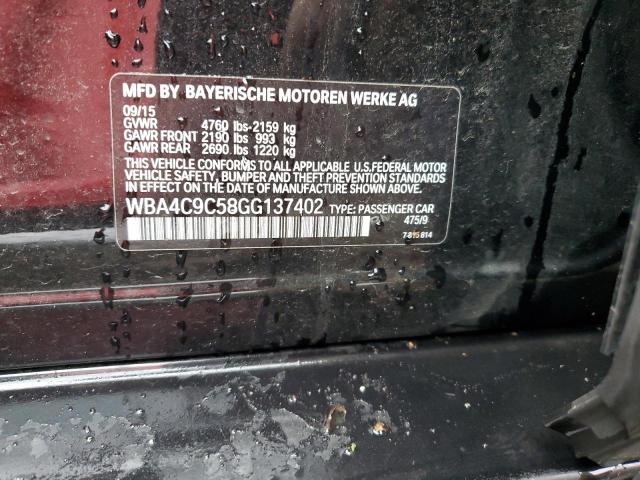 MFD BY BAYERISCHE MOTOREN WERKE AG
09/15
GVWR 4760 lbs-2159 kg
GAWR FRONT 2190 lbs 993 kg
GAWR REAR 2690 lbs 1220 kg
THIS VEHICLE CONFORMS TO ALL APPLICABLE U.S.FEDERAL MOTOR
VEHICLE SAFETY, BUMPER AND THEFT PREVENTION STANDARDS
IN EFFECT ON THE DATE OF MANUFACTURE SHOWN ABOVE.
WBA4C9C58GG137402 TYPE: PASSENGER CAR
475/9
7-815 814